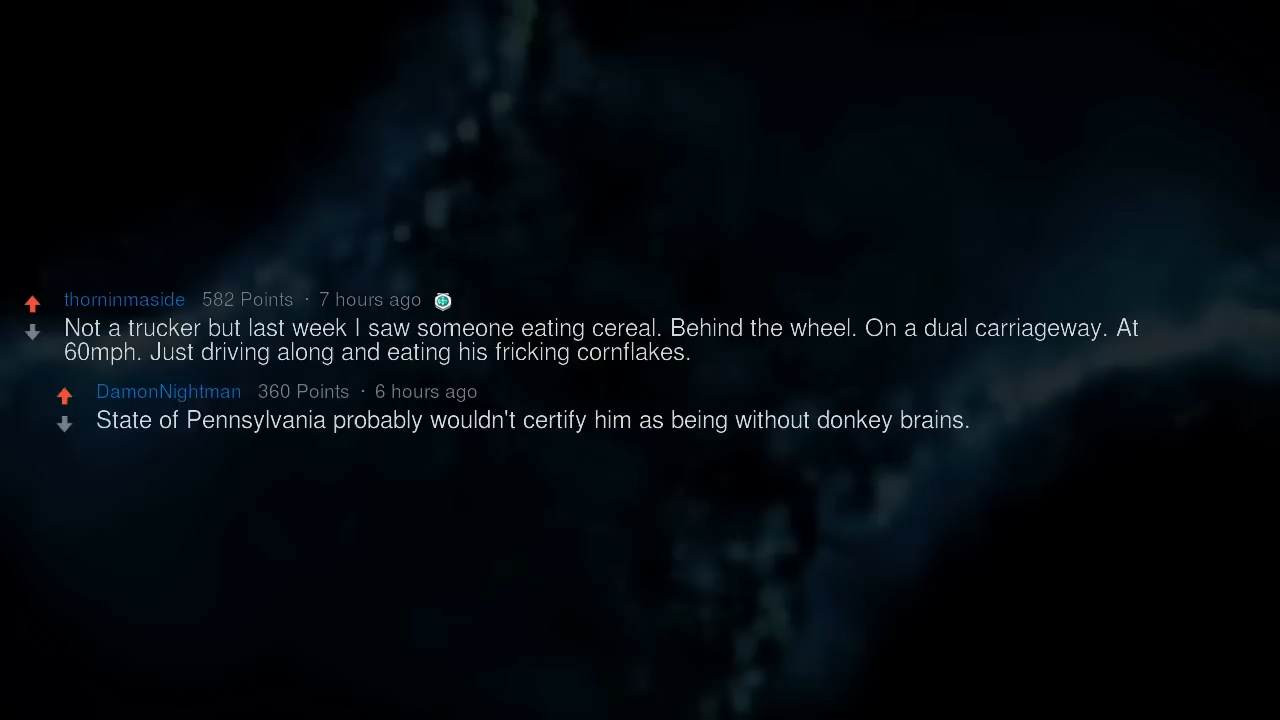 thorninmaside 582 Points · 7 hours ago
Not a trucker but last week I saw someone eating cereal. Behind the wheel. On a dual carriageway. At
60mph. Just driving along and eating his fricking cornflakes.
DamonNightman 360 Points · 6 hours ago
State of Pennsylvania probably wouldn't certify him as being without donkey brains.